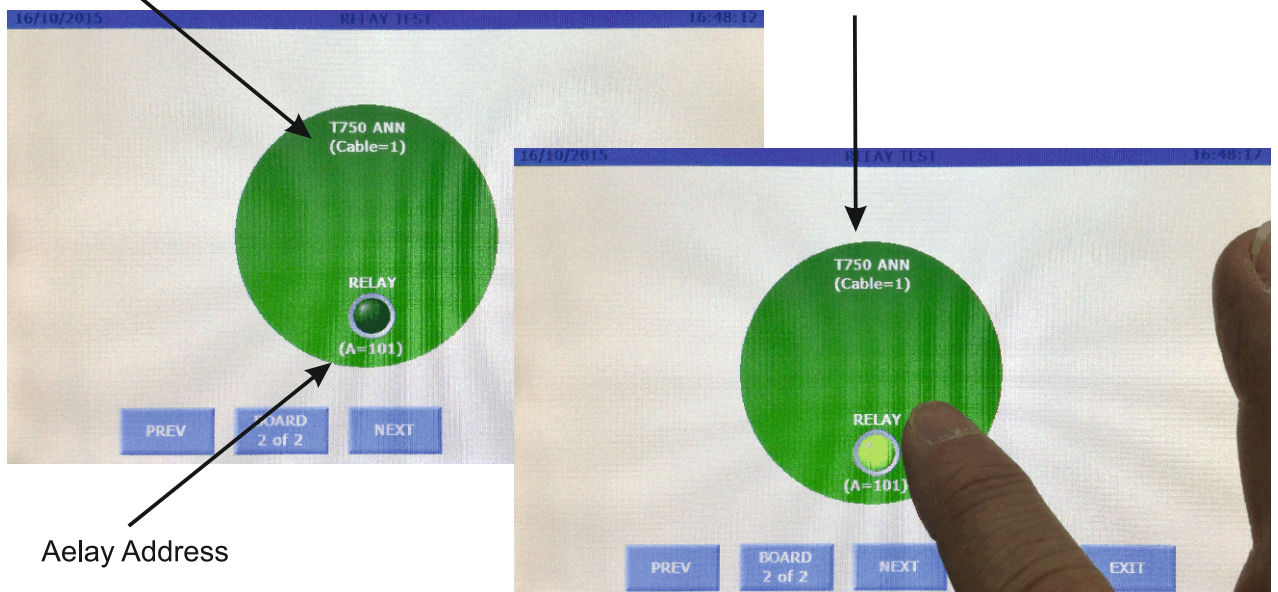 16/10/2015 RELAY TEST 16:48:12
T750 ANN
(Cable=1)
RELAY
(A=101)
PREV
BOARD
2 of 2
NEXT
Aelay Address
16/10/2015 RELAY TEST 16:48:17
T750 ANN
(Cable=1)
RELAY
(A=101)
PREV
BOARD
2 of 2
NEXT
EXIT